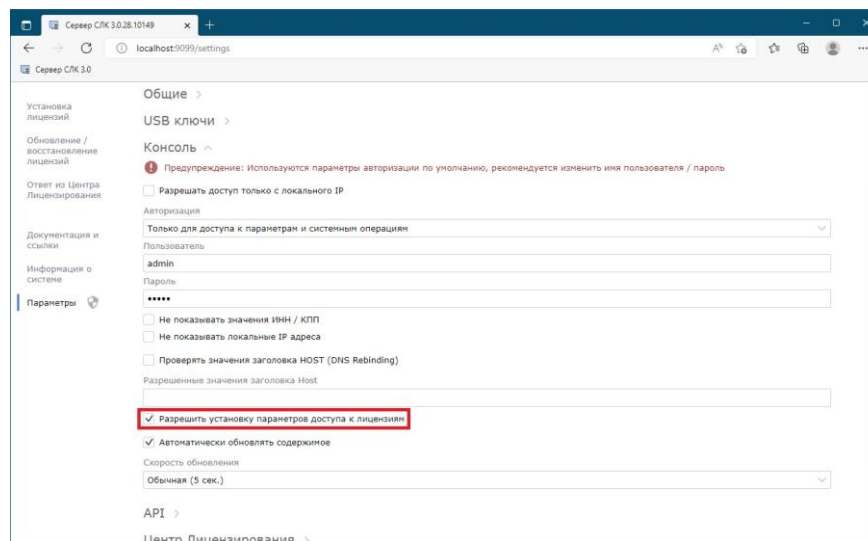 Сервер СЛК 3.0.28.10149
localhost:9099/settings
Сервер СЛК 3.0
Установка
лицензий
Обновление /
восстановление
лицензий
Ответ из Центра
Лицензирования
Документация и
ссылки
Информация о
системе
Параметры
Общие
USB ключи
Консоль
Предупреждение: Используются параметры авторизации по умолчанию, рекомендуется изменить имя пользователя / пароль
Разрешать доступ только с локального IP
Авторизация
Только для доступа к параметрам и системным операциям
Пользователь
admin
Пароль
•••••
Не показывать значения ИНН / КПП
Не показывать локальные IP адреса
Проверять значения заголовка HOST (DNS Rebinding)
Разрешенные значения заголовка Host
Разрешить установку параметров доступа к лицензиям
Автоматически обновлять содержимое
Скорость обновления
Обычная (5 сек.)
API
Центр Лицензирования